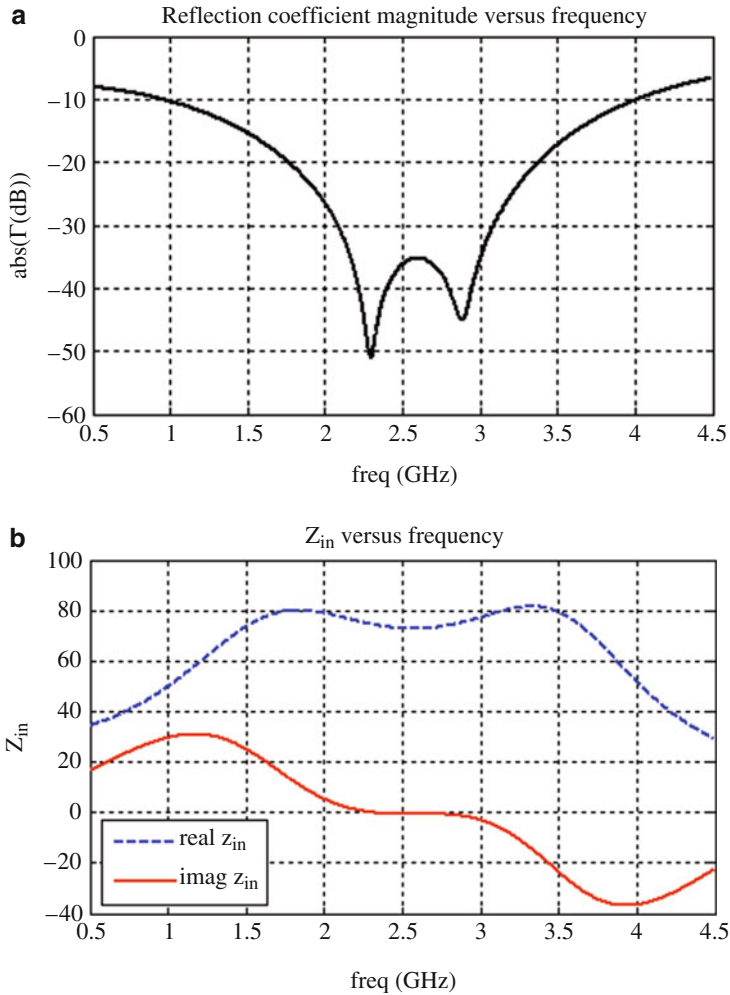 a
Reflection coefficient magnitude versus frequency
0
−10
−20
−30
−40
−50
−60
abs(Γ(dB))
0.5 1 1.5 2 2.5 3 3.5 4 4.5
freq (GHz)
b
Zin versus frequency
100
80
60
40
20
0
−20
−40
Zin
real zin
imag zin
0.5 1 1.5 2 2.5 3 3.5 4 4.5
freq (GHz)